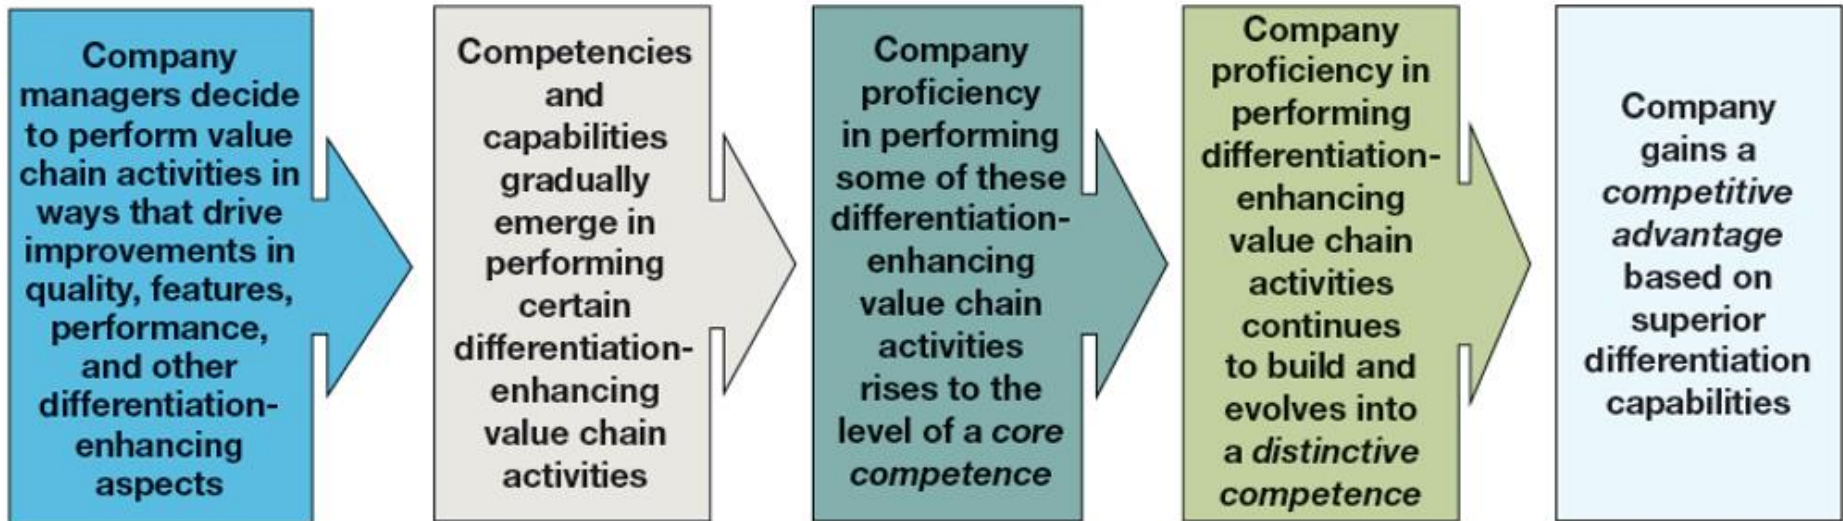 Company
managers decide
to perform value
chain activities in
ways that drive
improvements in
quality, features,
performance,
and other
differentiation-
enhancing
aspects
Competencies
and
capabilities
gradually
emerge in
performing
certain
differentiation-
enhancing
value chain
activities
Company
proficiency
in performing
some of these
differentiation-
enhancing
value chain
activities
rises to the
level of a core
competence
Company
proficiency in
performing
differentiation-
enhancing
value chain
activities
continues
to build and
evolves into
a distinctive
competence
Company
gains a
competitive
advantage
based on
superior
differentiation
capabilities